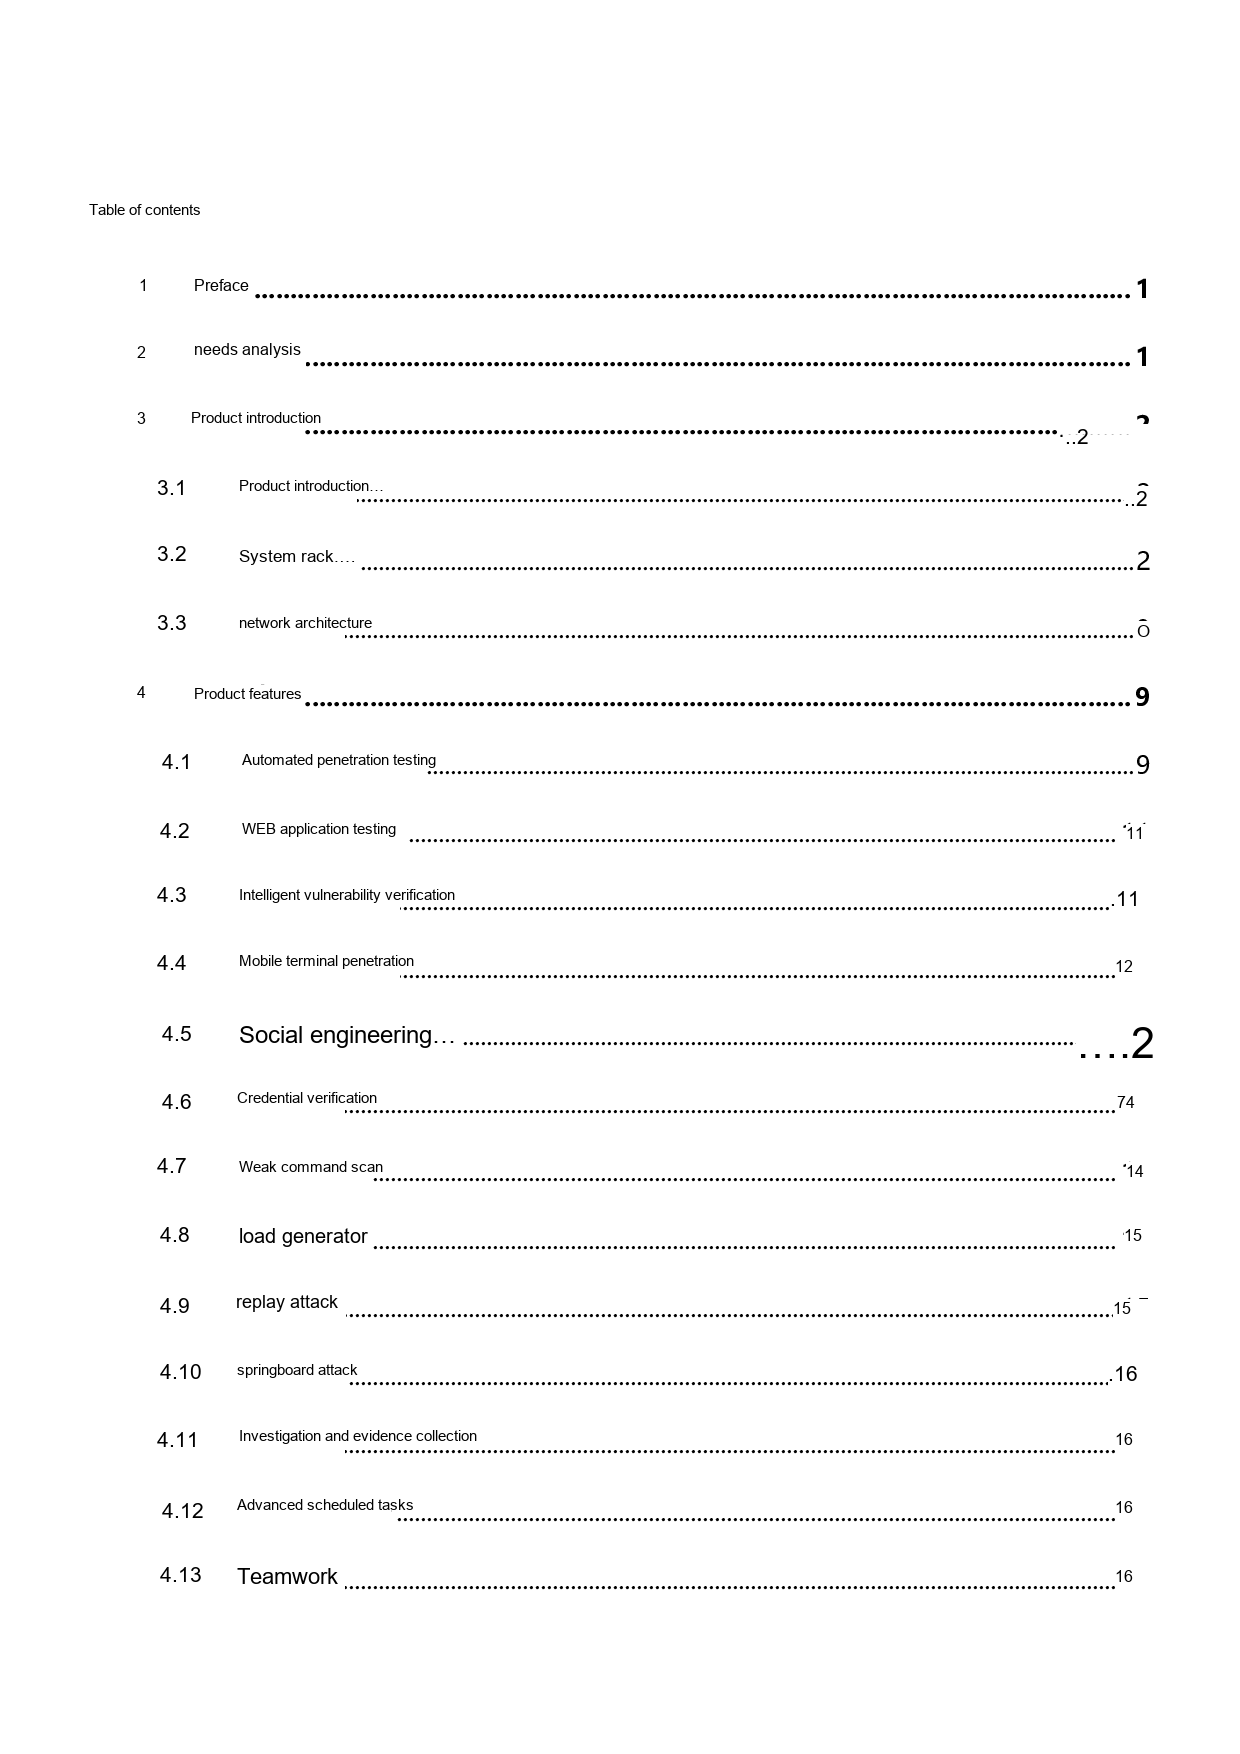 Table of contents
1 Preface 1
2 needs analysis 1
3 Product introduction ..2
3.1 Product introduction... ..2
3.2 System rack.... 2
3.3 network architecture
4 Product features 9
4.1 Automated penetration testing 9
4.2 WEB application testing 11
4.3 Intelligent vulnerability verification .11
4.4 Mobile terminal penetration 12
4.5 Social engineering... ....2
4.6 Credential verification 74
4.7 Weak command scan 14
4.8 load generator 15
4.9 replay attack 15
4.10 springboard attack .16
4.11 Investigation and evidence collection 16
4.12 Advanced scheduled tasks 16
4.13 Teamwork 16